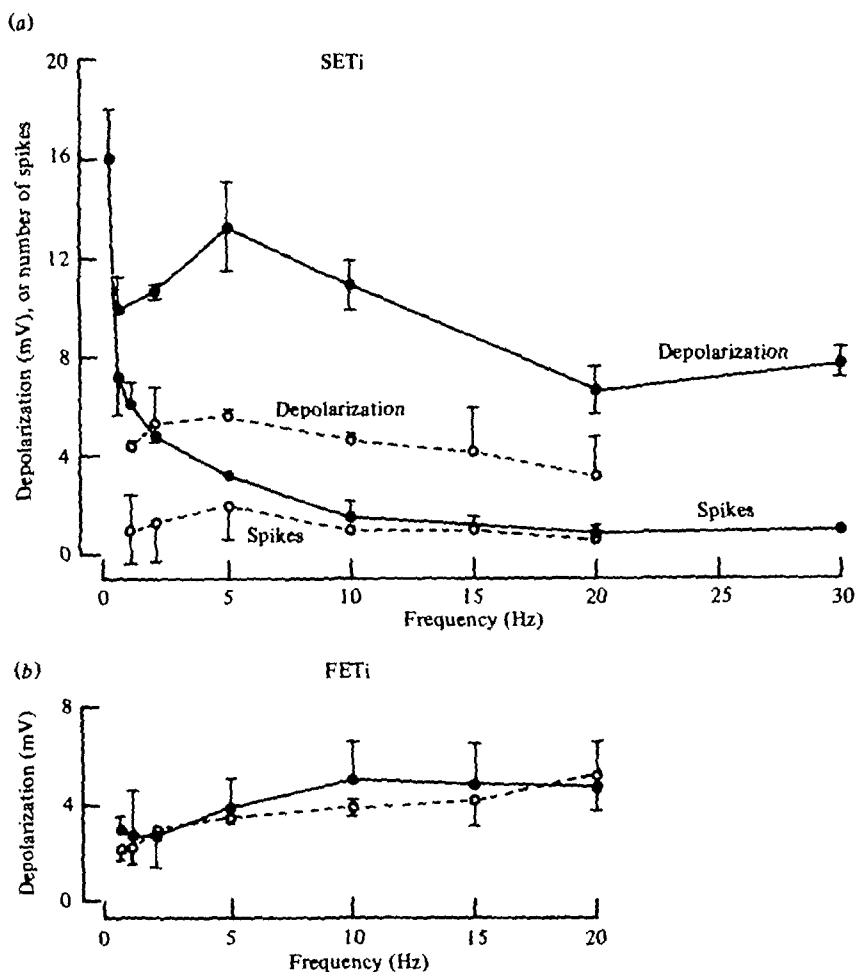 (a)
SETi
Depolarization (mV), or number of spikes
20
16
12
8
4
0
Depolarization
Depolarization
Spikes
Spikes
0 5 10 15 20 25 30
Frequency (Hz)
(b)
FETi
Depolarization (mV)
8
4
0
0 5 10 15 20
Frequency (Hz)